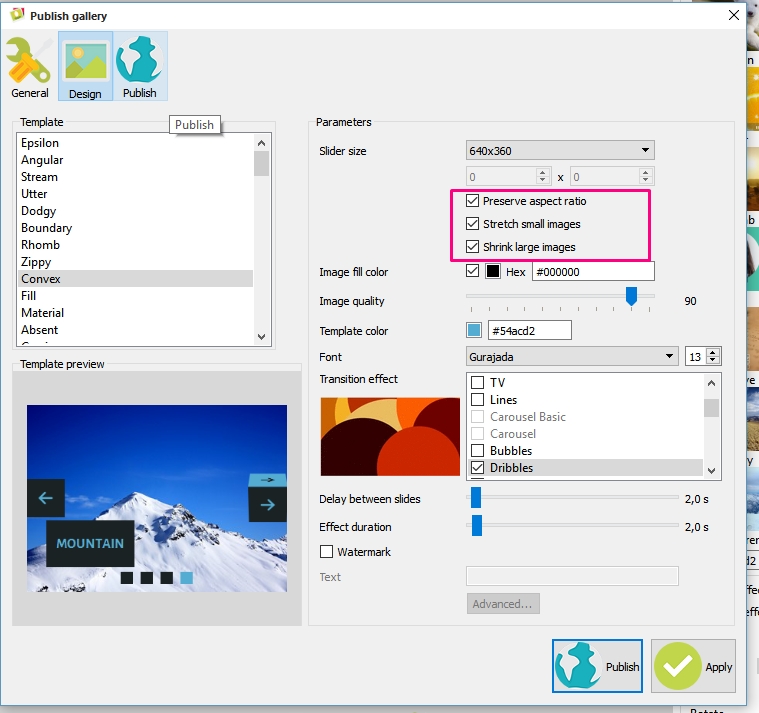 Publish gallery
General
Design
Publish
Publish
Template
Epsilon
Angular
Stream
Utter
Dodgy
Boundary
Rhomb
Zippy
Convex
Fill
Material
Absent
Template preview
MOUNTAIN
Parameters
Slider size 640x360
0 x 0
Preserve aspect ratio
Stretch small images
Shrink large images
Image fill color Hex #000000
Image quality 90
Template color #54acd2
Font Gurajada 13
Transition effect
TV
Lines
Carousel Basic
Carousel
Bubbles
Dribbles
Delay between slides 2,0 s
Effect duration 2,0 s
Watermark
Text
Advanced...
Publish
Apply